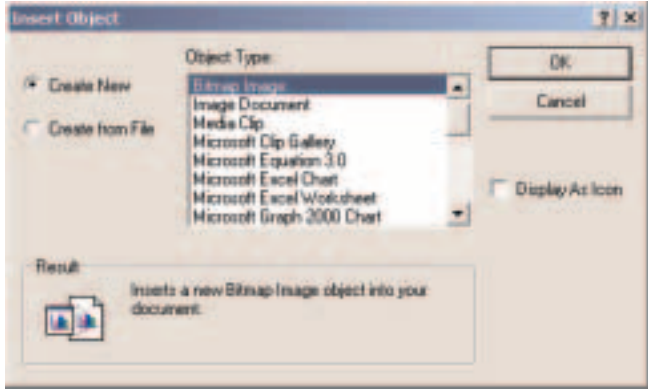 Insert Object
Object Type:
Create New
Create from File
Bitmap Image
Image Document
Media Clip
Microsoft Clip Gallery
Microsoft Equation 3.0
Microsoft Excel Chart
Microsoft Excel Worksheet
Microsoft Graph 2000 Chart
OK
Cancel
Display As Icon
Result
Inserts a new Bitmap Image object into your
document.